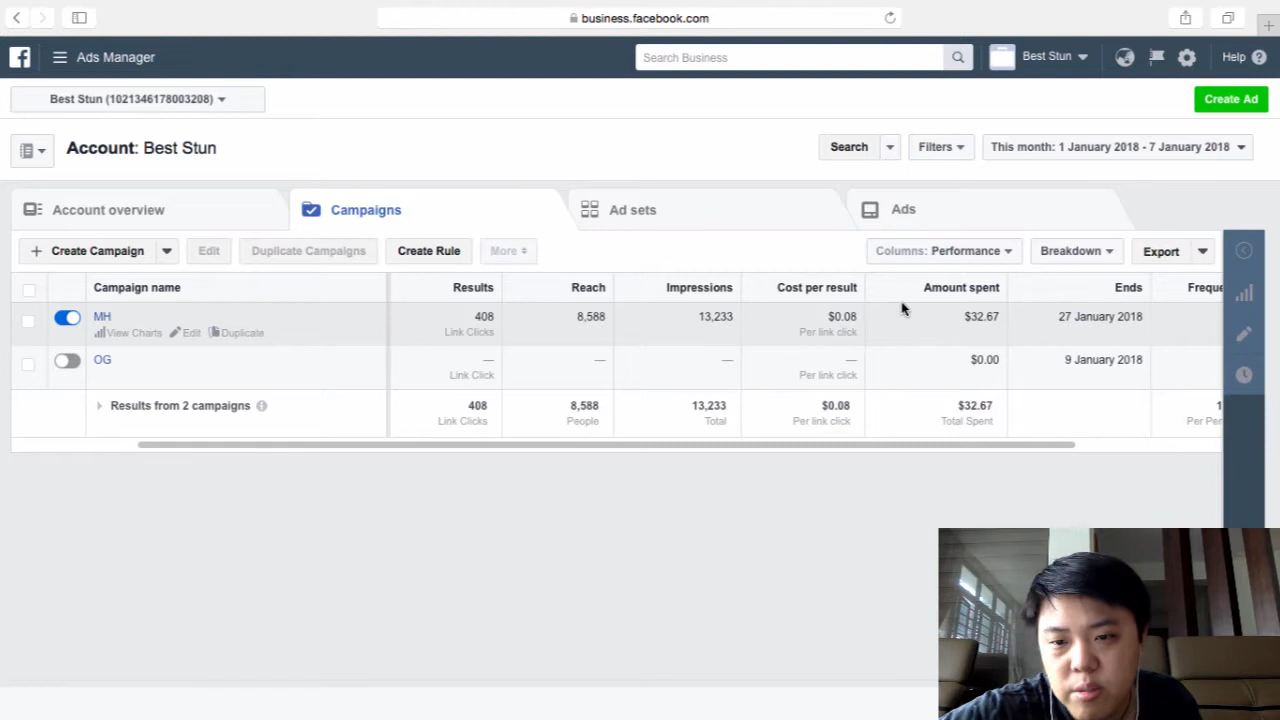 business.facebook.com
Ads Manager
Search Business
Best Stun
Help
Best Stun (1021346178003208)
Create Ad
Account: Best Stun
Search
Filters
This month: 1 January 2018 - 7 January 2018
Account overview
Campaigns
Ad sets
Ads
+ Create Campaign
Edit
Duplicate Campaigns
Create Rule
More
Columns: Performance
Breakdown
Export
Campaign name Results Reach Impressions Cost per result Amount spent Ends Freque
MH 408 8,588 13,233 $0.08 $32.67 27 January 2018
View Charts Edit Duplicate Link Clicks Per link click
OG — — — — $0.00 9 January 2018
Link Click Per link click
Results from 2 campaigns 408 8,588 13,233 $0.08 $32.67 1
Link Clicks People Total Per link click Total Spent Per Per